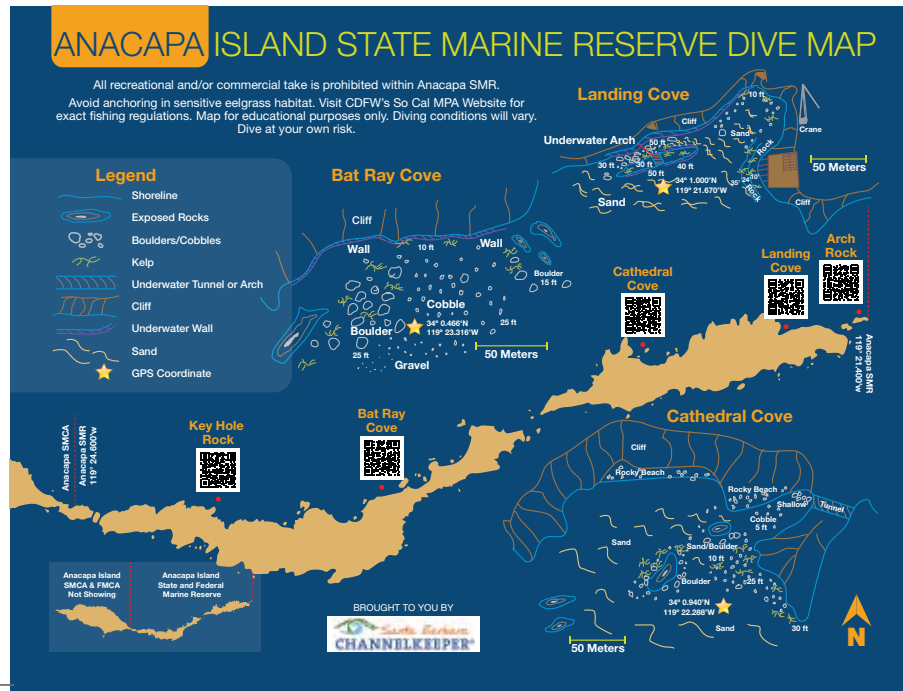 ANACAPA ISLAND STATE MARINE RESERVE DIVE MAP
All recreational and/or commercial take is prohibited within Anacapa SMR.
Avoid anchoring in sensitive eelgrass habitat. Visit CDFW's So Cal MPA Website for
exact fishing regulations. Map for educational purposes only. Diving conditions will vary.
Dive at your own risk.
Legend
Shoreline
Exposed Rocks
Boulders/Cobbles
Kelp
Underwater Tunnel or Arch
Cliff
Underwater Wall
Sand
GPS Coordinate
Bat Ray Cove
Cliff
Wall
10 ft
Wall
Boulder
15 ft
Cobble
Boulder
34° 0.466'N
119° 23.316'W
25 ft
25 ft
Gravel
50 Meters
Landing Cove
10 ft
Cliff
Sand
Crane
Underwater Arch
50 ft
Rock
30 ft
30 ft
40 ft
50 ft
50 Meters
34° 1.000'N
119° 21.670'W
35'
24'
10'
Rock
Sand
Cliff
Arch
Rock
Landing
Cove
Cathedral
Cove
Anacapa SMR
119° 21.400'W
Key Hole
Rock
Bat Ray
Cove
Anacapa SMCA
Anacapa SMR
119° 24.600'W
Cathedral Cove
Cliff
Rocky Beach
Rocky Beach
Shallow
Tunnel
Cobble
5 ft
Sand
Sand/Boulder
10 ft
Boulder
25 ft
34° 0.940'N
119° 22.288'W
Sand
30 ft
50 Meters
N
Anacapa Island
SMCA & FMCA
Not Showing
Anacapa Island
State and Federal
Marine Reserve
BROUGHT TO YOU BY
Santa Barbara
CHANNELKEEPER®